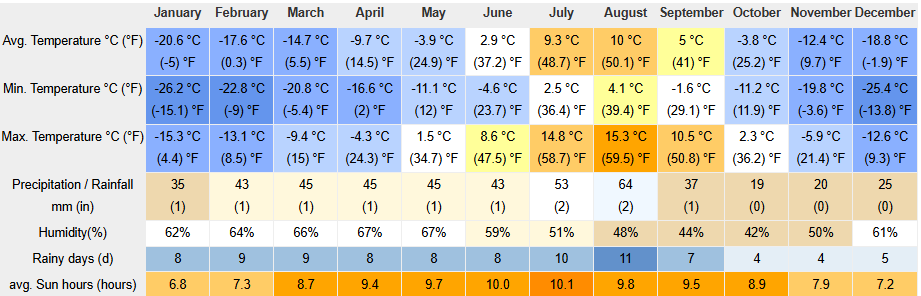 January February March April May June July August September October November December
Avg. Temperature °C (°F) -20.6 °C -17.6 °C -14.7 °C -9.7 °C -3.9 °C 2.9 °C 9.3 °C 10 °C 5 °C -3.8 °C -12.4 °C -18.8 °C
(-5) °F (0.3) °F (5.5) °F (14.5) °F (24.9) °F (37.2) °F (48.7) °F (50.1) °F (41) °F (25.2) °F (9.7) °F (-1.9) °F
Min. Temperature °C (°F) -26.2 °C -22.8 °C -20.8 °C -16.6 °C -11.1 °C -4.6 °C 2.5 °C 4.1 °C -1.6 °C -11.2 °C -19.8 °C -25.4 °C
(-15.1) °F (-9) °F (-5.4) °F (2) °F (12) °F (23.7) °F (36.4) °F (39.4) °F (29.1) °F (11.9) °F (-3.6) °F (-13.8) °F
Max. Temperature °C (°F) -15.3 °C -13.1 °C -9.4 °C -4.3 °C 1.5 °C 8.6 °C 14.8 °C 15.3 °C 10.5 °C 2.3 °C -5.9 °C -12.6 °C
(4.4) °F (8.5) °F (15) °F (24.3) °F (34.7) °F (47.5) °F (58.7) °F (59.5) °F (50.8) °F (36.2) °F (21.4) °F (9.3) °F
Precipitation / Rainfall 35 43 45 45 45 43 53 64 37 19 20 25
mm (in) (1) (1) (1) (1) (1) (1) (2) (2) (1) (0) (0) (0)
Humidity(%) 62% 64% 66% 67% 67% 59% 51% 48% 44% 42% 50% 61%
Rainy days (d) 8 9 9 8 8 8 10 11 7 4 4 5
avg. Sun hours (hours) 6.8 7.3 8.7 9.4 9.7 10.0 10.1 9.8 9.5 8.9 7.9 7.2